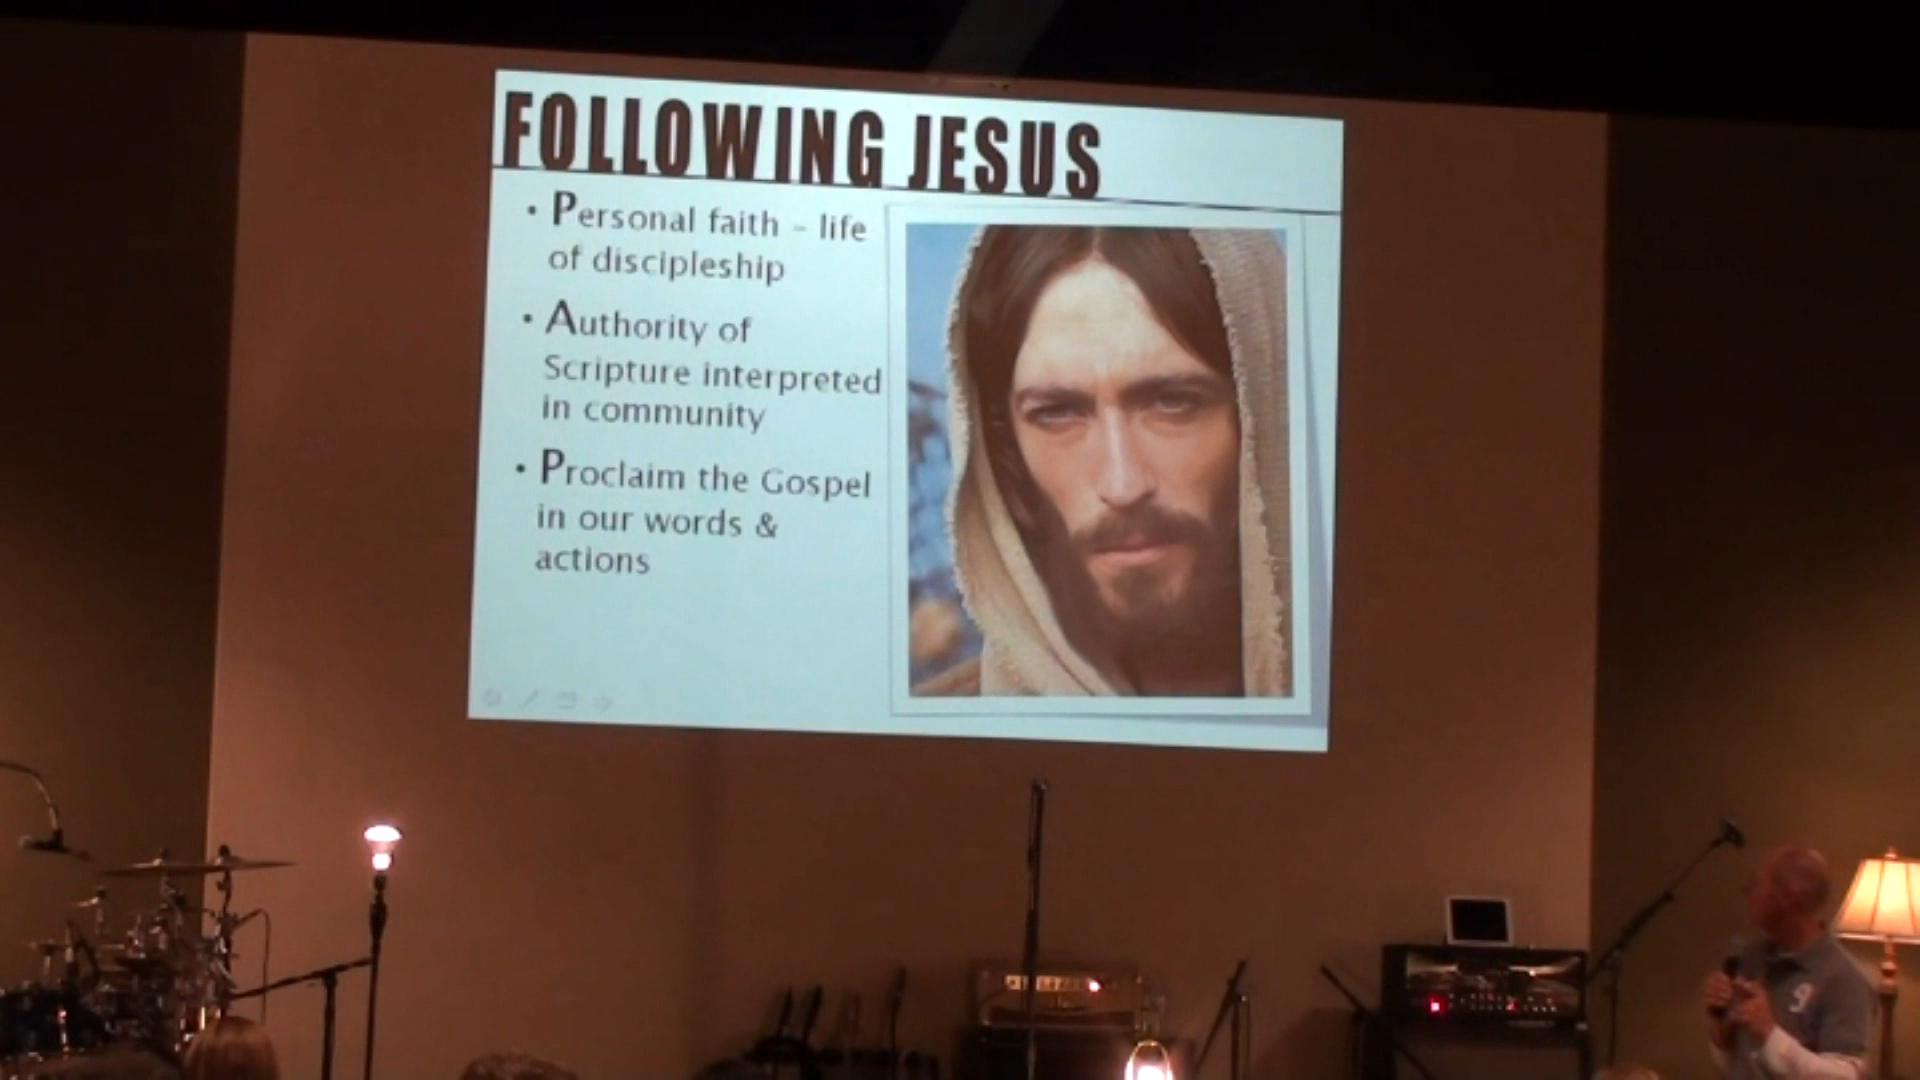 FOLLOWING JESUS
• Personal faith – life
of discipleship
• Authority of
Scripture interpreted
in community
• Proclaim the Gospel
in our words &
actions
9